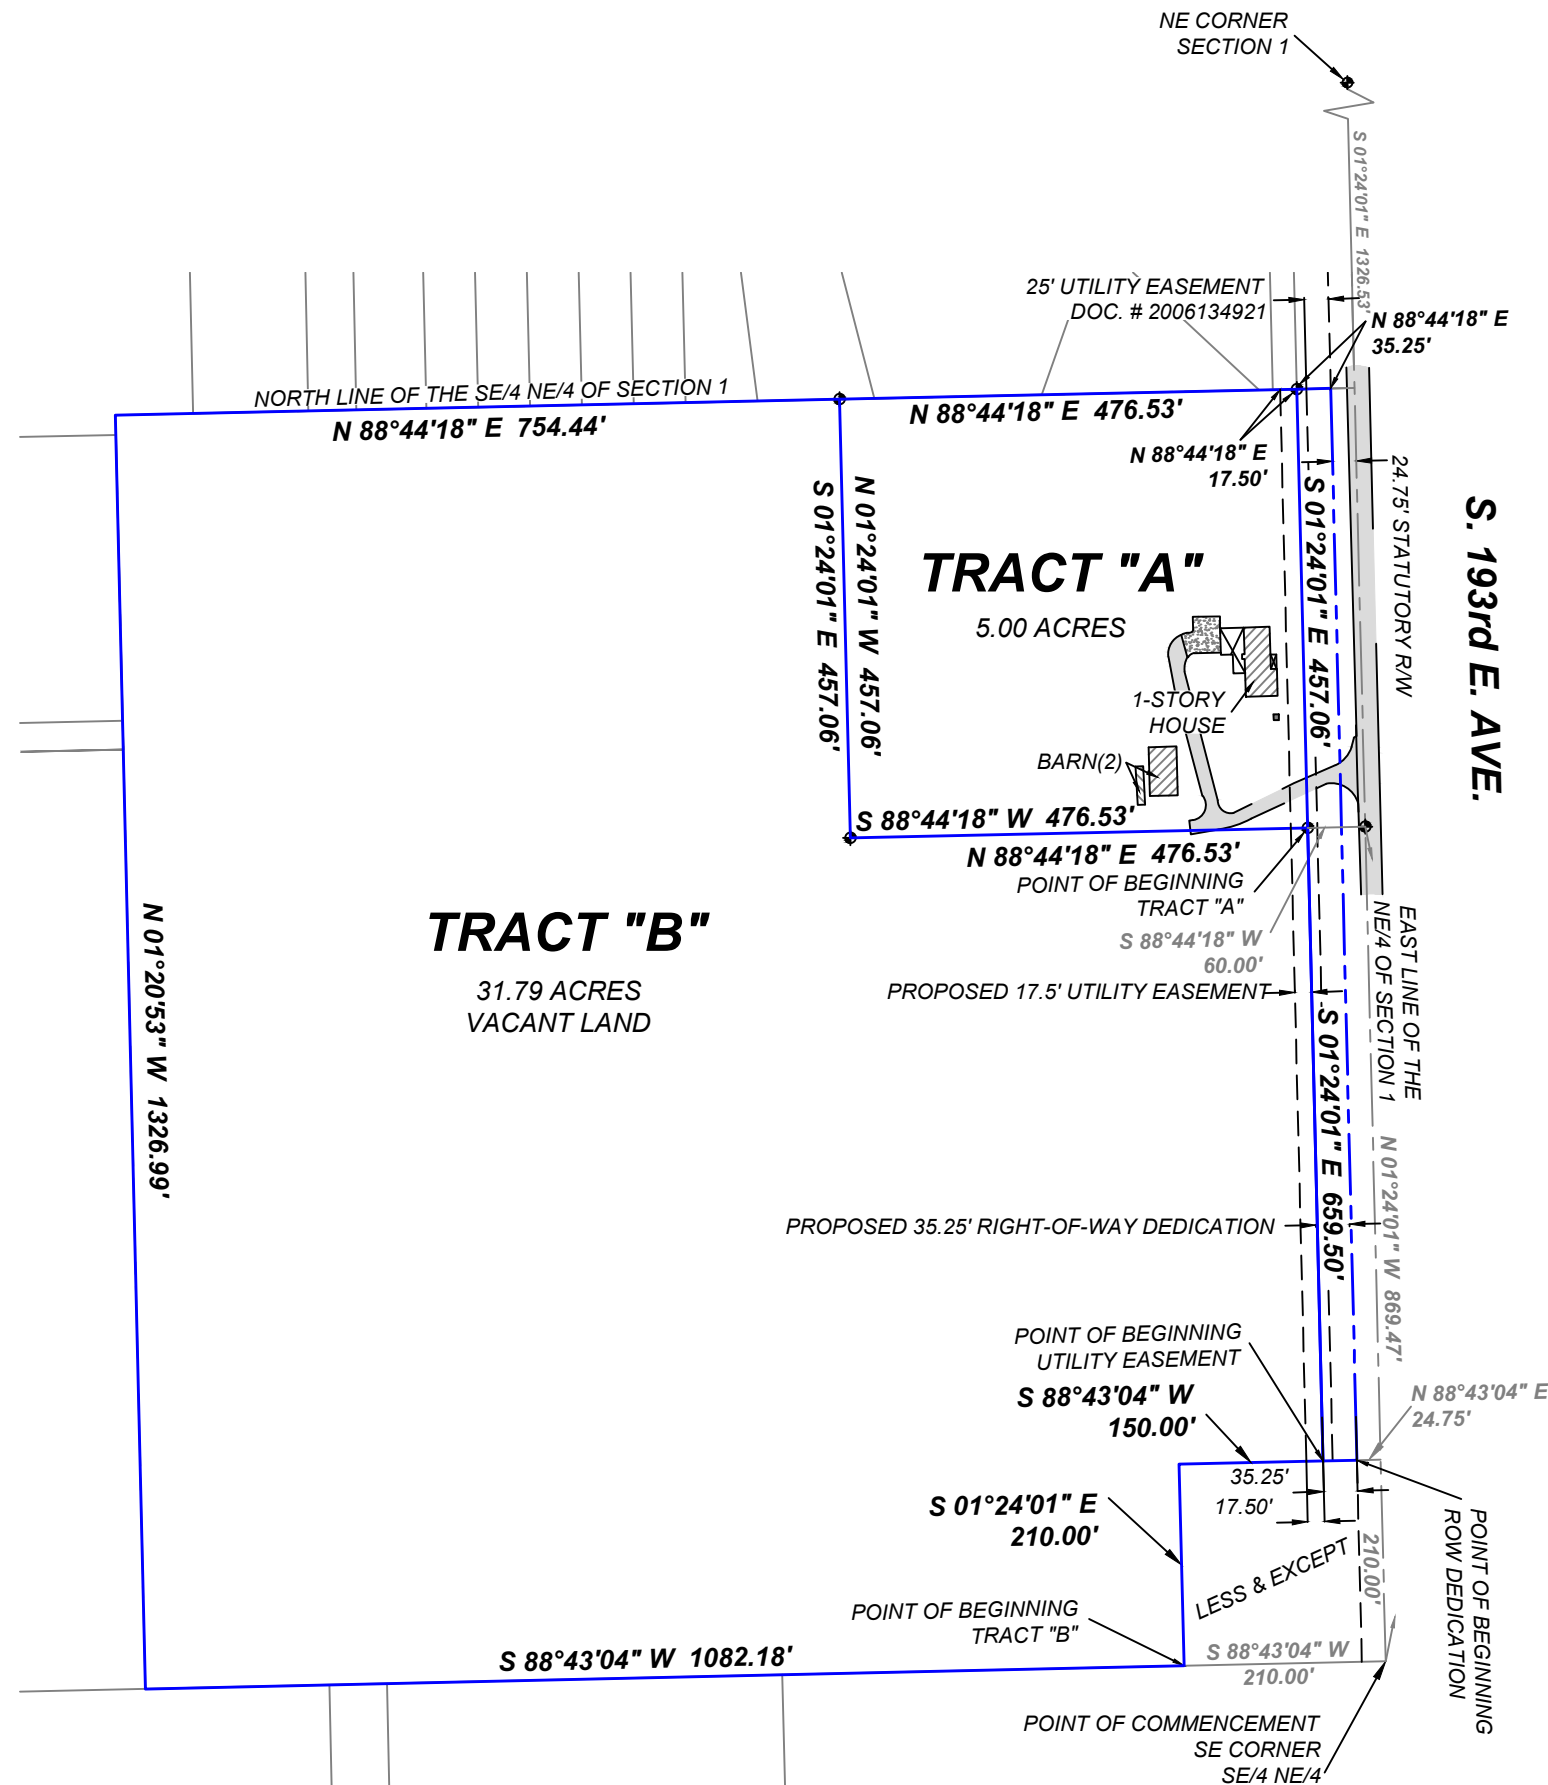 NE CORNER
SECTION 1
S 01°24'01" E 1326.53'
25' UTILITY EASEMENT
DOC. # 2006134921
N 88°44'18" E
35.25'
NORTH LINE OF THE SE/4 NE/4 OF SECTION 1
N 88°44'18" E 754.44'
N 88°44'18" E 476.53'
N 88°44'18" E
17.50'
24.75' STATUTORY R/W
S. 193rd E. AVE.
S 01°24'01" E 457.06'
N 01°24'01" W 457.06'
S 01°24'01" E 457.06'
TRACT "A"
5.00 ACRES
1-STORY
HOUSE
BARN(2)
S 88°44'18" W 476.53'
N 88°44'18" E 476.53'
POINT OF BEGINNING
TRACT "A"
S 88°44'18" W
60.00'
PROPOSED 17.5' UTILITY EASEMENT
EAST LINE OF THE
NE/4 OF SECTION 1
TRACT "B"
31.79 ACRES
VACANT LAND
N 01°20'53" W 1326.99'
S 01°24'01" E 659.50'
N 01°24'01" W 869.47'
PROPOSED 35.25' RIGHT-OF-WAY DEDICATION
POINT OF BEGINNING
UTILITY EASEMENT
S 88°43'04" W
150.00'
N 88°43'04" E
24.75'
35.25'
17.50'
S 01°24'01" E
210.00'
LESS & EXCEPT
210.00'
POINT OF BEGINNING
ROW DEDICATION
POINT OF BEGINNING
TRACT "B"
S 88°43'04" W 1082.18'
S 88°43'04" W
210.00'
POINT OF COMMENCEMENT
SE CORNER
SE/4 NE/4